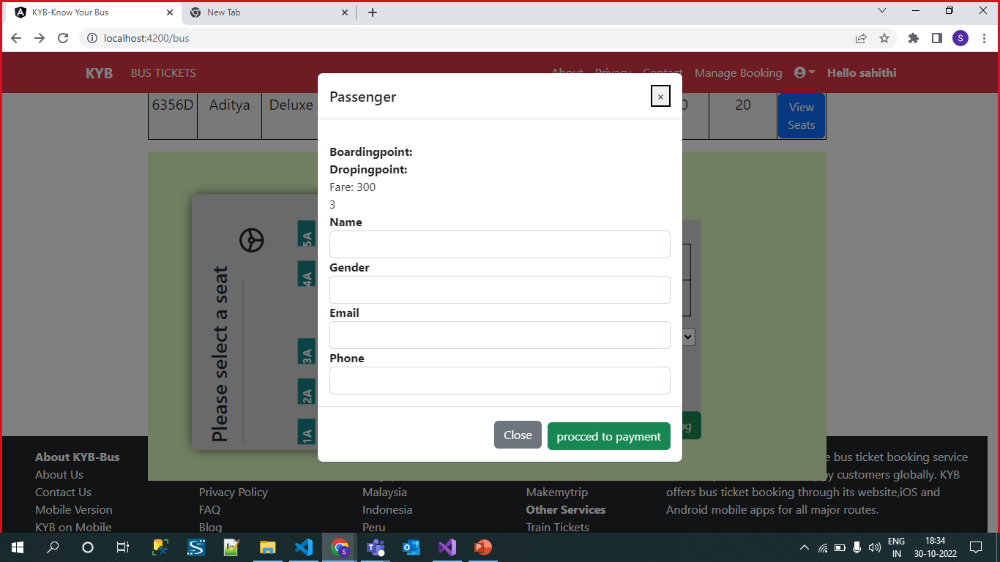 KYB-Know Your Bus
New Tab
localhost:4200/bus
S
KYB BUS TICKETS About Privacy Contact Manage Booking Hello sahithi
6356D Aditya Deluxe 20 View Seats
Passenger ×
Boardingpoint:
Dropingpoint:
Fare: 300
3
Name
Gender
Email
Phone
Close procced to payment
Please select a seat
5A
4A
3A
2A
1A
About KYB-Bus
About Us
Contact Us
Mobile Version
KYB on Mobile
Privacy Policy
FAQ
Blog
Malaysia
Indonesia
Peru
Makemytrip
Other Services
Train Tickets
bus ticket booking service
customers globally. KYB
offers bus ticket booking through its website,iOS and
Android mobile apps for all major routes.
ENG
IN
18:34
30-10-2022